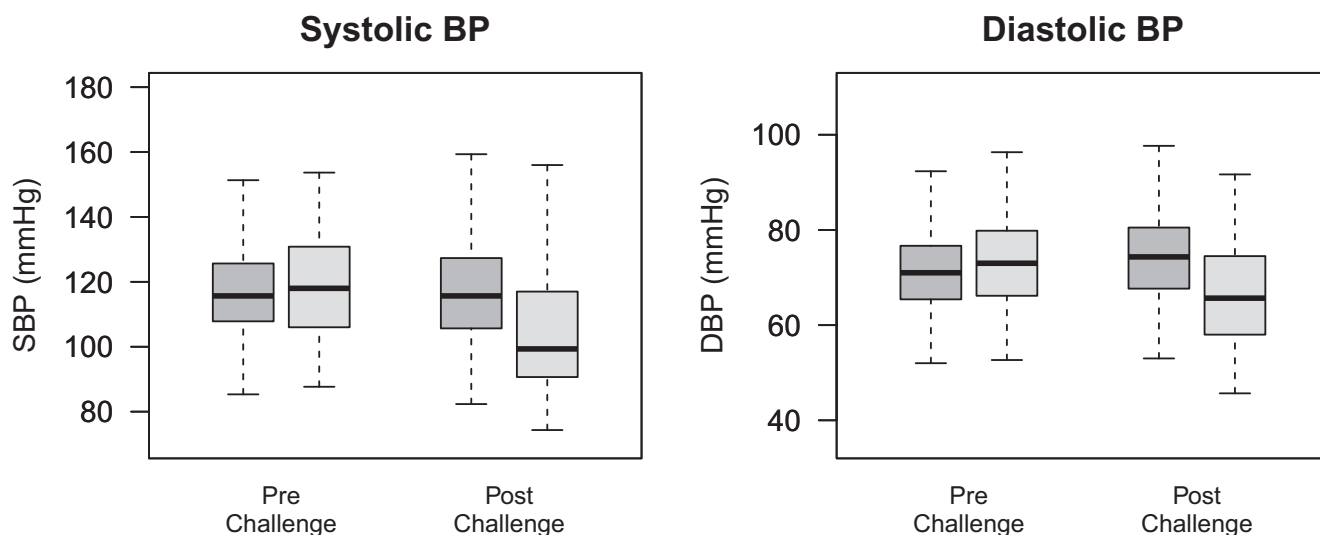 Systolic BP
SBP (mmHg)
180
160
140
120
100
80
Pre
Challenge
Post
Challenge
Diastolic BP
DBP (mmHg)
100
80
60
40
Pre
Challenge
Post
Challenge